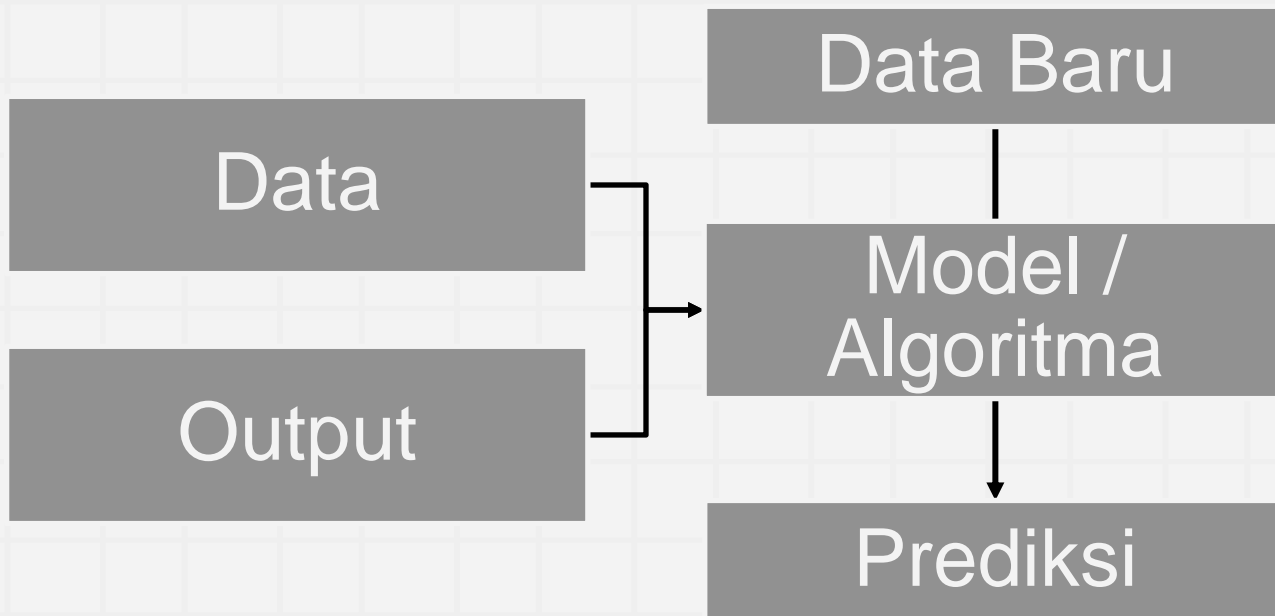 Data Baru
Data
Model /
Algoritma
Output
Prediksi